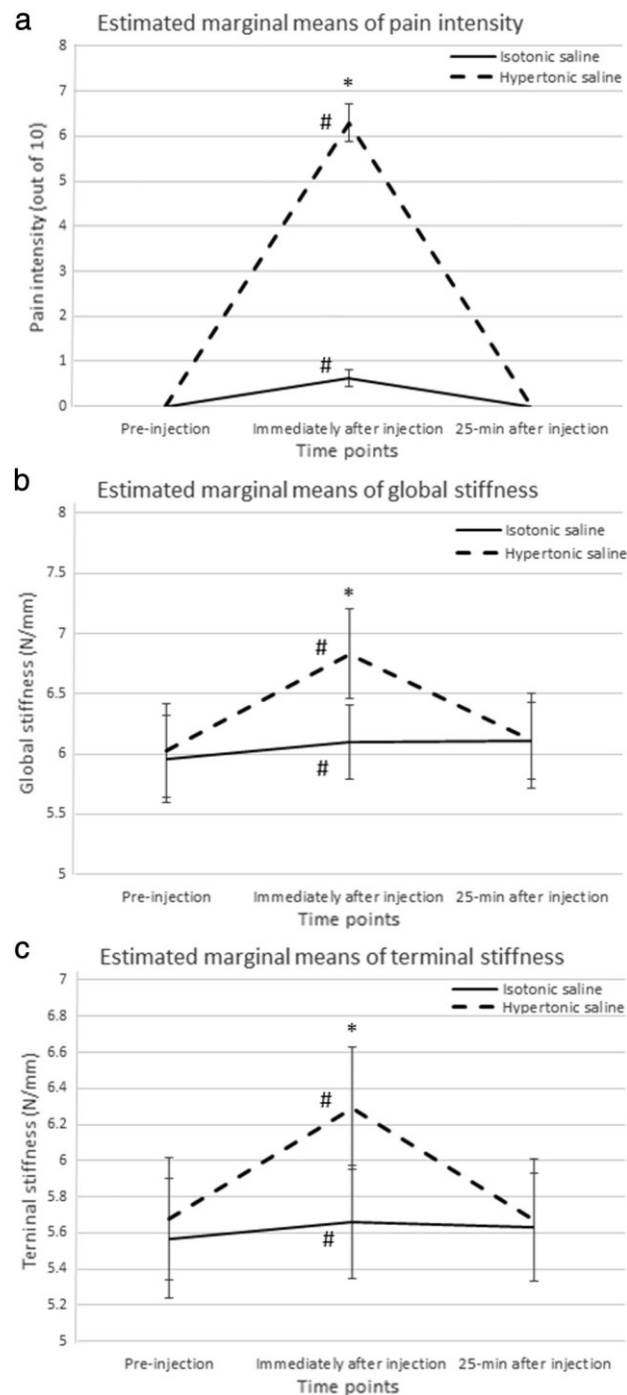 a
Estimated marginal means of pain intensity
8
7
6
5
4
3
2
1
0
Pain intensity (out of 10)
Isotonic saline
Hypertonic saline
*
#
#
Pre-injection
Immediately after injection
25-min after injection
Time points
b
Estimated marginal means of global stiffness
8
7.5
7
6.5
6
5.5
5
Global stiffness (N/mm)
Isotonic saline
Hypertonic saline
*
#
#
Pre-injection
Immediately after injection
25-min after injection
Time points
c
Estimated marginal means of terminal stiffness
7
6.8
6.6
6.4
6.2
6
5.8
5.6
5.4
5.2
5
Terninal stiffness (N/mm)
Isotonic saline
Hypertonic saline
*
#
#
Pre-injection
Immediately after injection
25-min after injection
Time points